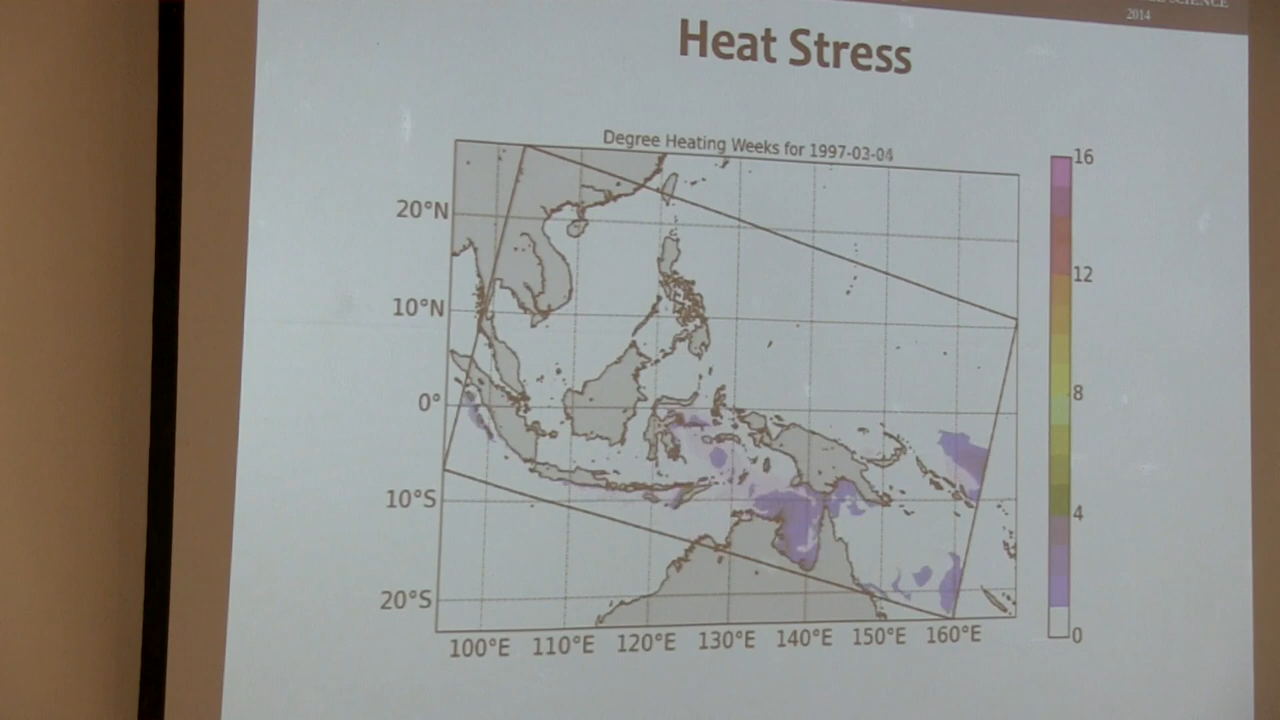 SCIENCE
2014
Heat Stress
Degree Heating Weeks for 1997-03-04
16
12
8
4
0
20°N
10°N
0°
10°S
20°S
100°E 110°E 120°E 130°E 140°E 150°E 160°E